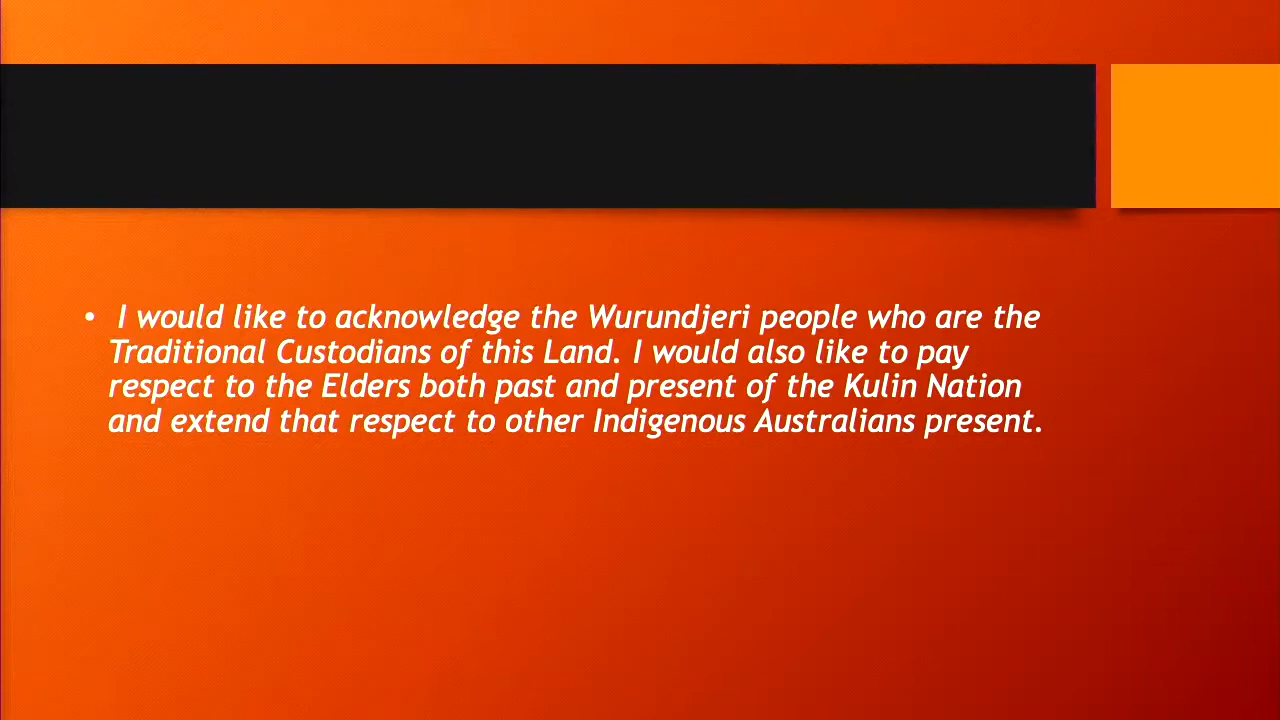 • I would like to acknowledge the Wurundjeri people who are the
Traditional Custodians of this Land. I would also like to pay
respect to the Elders both past and present of the Kulin Nation
and extend that respect to other Indigenous Australians present.